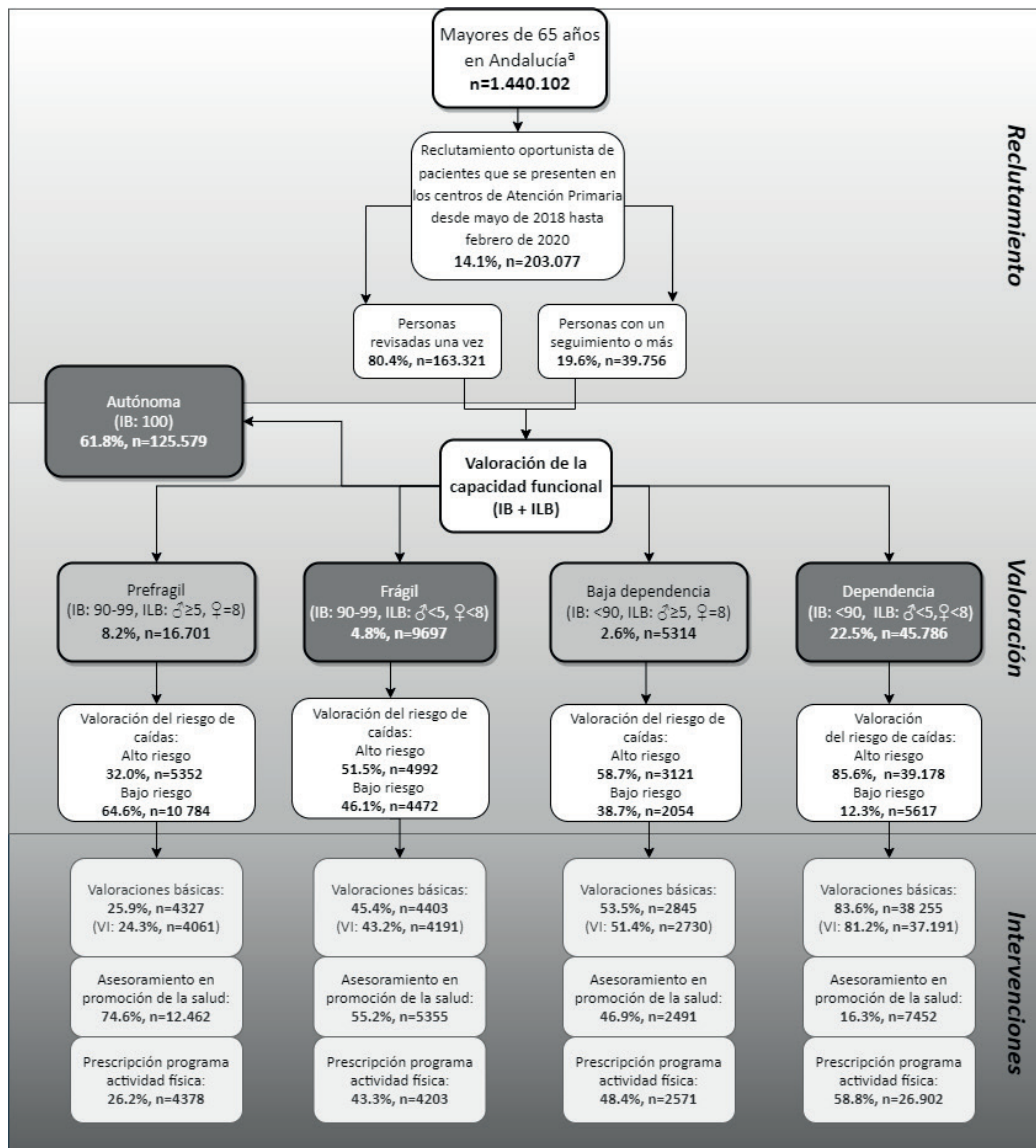 Mayores de 65 años
en Andalucíaª
n=1.440.102
Reclutamiento oportunista de
pacientes que se presenten en
los centros de Atención Primaria
desde mayo de 2018 hasta
febrero de 2020
14.1%, n=203.077
Personas
revisadas una vez
80.4%, n=163.321
Personas con un
seguimiento o más
19.6%, n=39.756
Reclutamiento
Autónoma
(IB: 100)
61.8%, n=125.579
Valoración de la
capacidad funcional
(IB + ILB)
Prefragil
(IB: 90-99, ILB: ♂≥5, ♀=8)
8.2%, n=16.701
Frágil
(IB: 90-99, ILB: ♂<5, ♀<8)
4.8%, n=9697
Baja dependencia
(IB: <90, ILB: ♂≥5, ♀=8)
2.6%, n=5314
Dependencia
(IB: <90, ILB: ♂<5,♀<8)
22.5%, n=45.786
Valoración del riesgo de
caídas:
Alto riesgo
32.0%, n=5352
Bajo riesgo
64.6%, n=10 784
Valoración del riesgo de
caídas:
Alto riesgo
51.5%, n=4992
Bajo riesgo
46.1%, n=4472
Valoración del riesgo de
caídas:
Alto riesgo
58.7%, n=3121
Bajo riesgo
38.7%, n=2054
Valoración
del riesgo de caídas:
Alto riesgo
85.6%, n=39.178
Bajo riesgo
12.3%, n=5617
Valoración
Valoraciones básicas:
25.9%, n=4327
(VI: 24.3%, n=4061)
Valoraciones básicas:
45.4%, n=4403
(VI: 43.2%, n=4191)
Valoraciones básicas:
53.5%, n=2845
(VI: 51.4%, n=2730)
Valoraciones básicas:
83.6%, n=38 255
(VI: 81.2%, n=37.191)
Asesoramiento en
promoción de la salud:
74.6%, n=12.462
Asesoramiento en
promoción de la salud:
55.2%, n=5355
Asesoramiento en
promoción de la salud:
46.9%, n=2491
Asesoramiento en
promoción de la salud:
16.3%, n=7452
Prescripción programa
actividad física:
26.2%, n=4378
Prescripción programa
actividad física:
43.3%, n=4203
Prescripción programa
actividad física:
48.4%, n=2571
Prescripción programa
actividad física:
58.8%, n=26.902
Intervenciones